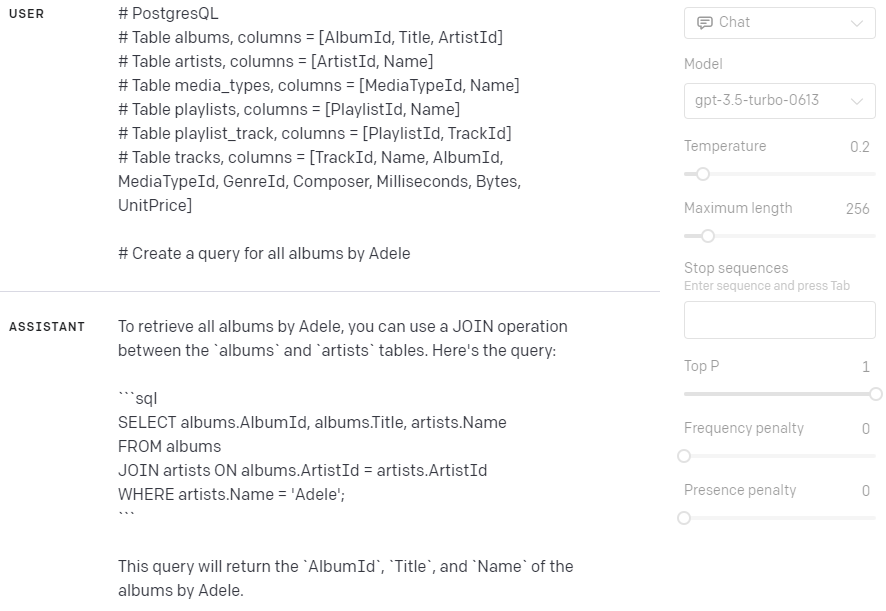 USER
# PostgresQL
# Table albums, columns = [AlbumId, Title, ArtistId]
# Table artists, columns = [ArtistId, Name]
# Table media_types, columns = [MediaTypeId, Name]
# Table playlists, columns = [PlaylistId, Name]
# Table playlist_track, columns = [PlaylistId, TrackId]
# Table tracks, columns = [TrackId, Name, AlbumId,
MediaTypeId, GenreId, Composer, Milliseconds, Bytes,
UnitPrice]
# Create a query for all albums by Adele
ASSISTANT
To retrieve all albums by Adele, you can use a JOIN operation
between the `albums` and `artists` tables. Here's the query:
```sql
SELECT albums.AlbumId, albums.Title, artists.Name
FROM albums
JOIN artists ON albums.ArtistId = artists.ArtistId
WHERE artists.Name = 'Adele';
```
This query will return the `AlbumId`, `Title`, and `Name` of the
albums by Adele.
Chat
Model
gpt-3.5-turbo-0613
Temperature 0.2
Maximum length 256
Stop sequences
Enter sequence and press Tab
Top P 1
Frequency penalty 0
Presence penalty 0